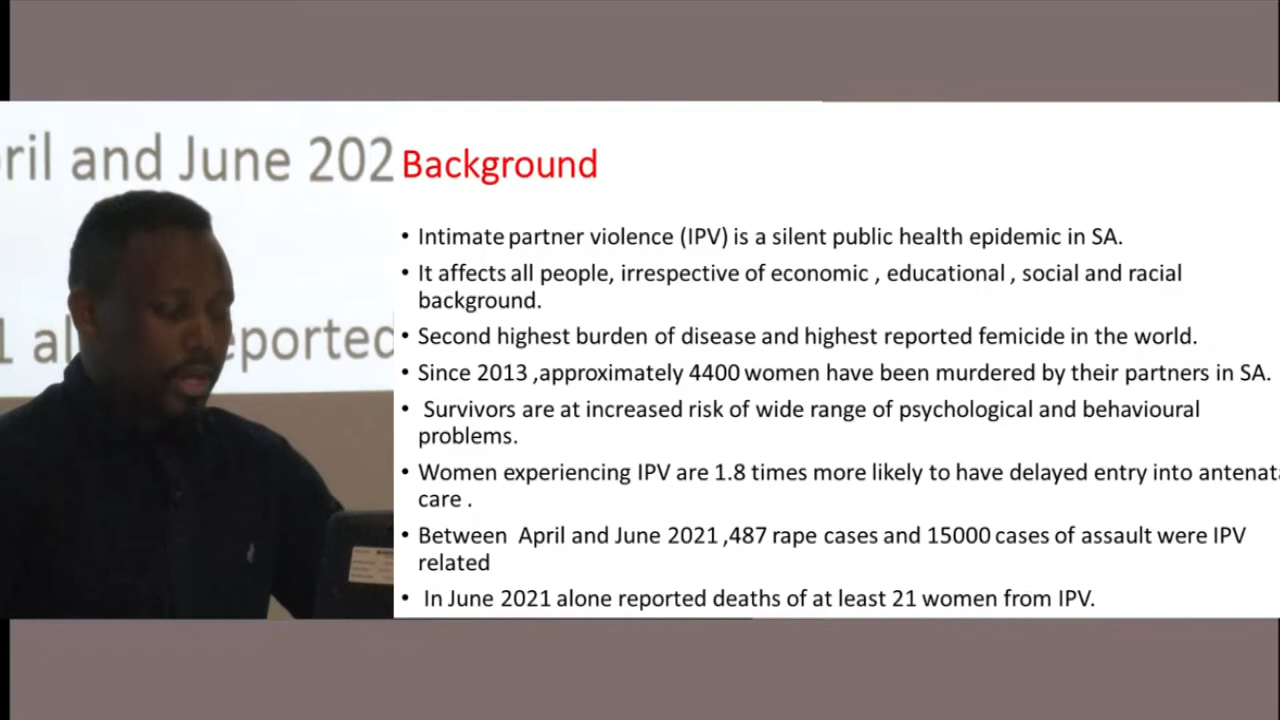 ril and June 202
1 al
eported
Background
• Intimate partner violence (IPV) is a silent public health epidemic in SA.
• It affects all people, irrespective of economic , educational , social and racial
background.
• Second highest burden of disease and highest reported femicide in the world.
• Since 2013 ,approximately 4400 women have been murdered by their partners in SA.
• Survivors are at increased risk of wide range of psychological and behavioural
problems.
• Women experiencing IPV are 1.8 times more likely to have delayed entry into antenat
care .
• Between April and June 2021 ,487 rape cases and 15000 cases of assault were IPV
related
• In June 2021 alone reported deaths of at least 21 women from IPV.